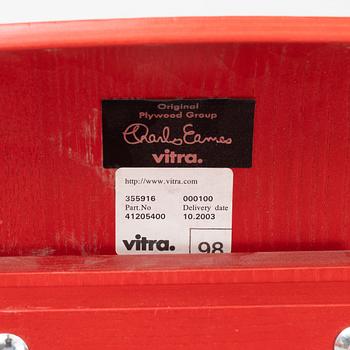 Original
Plywood Group
Charles Eames
vitra.
http://www.vitra.com
355916 000100
Part.No Delivery date
41205400 10.2003
vitra. 98